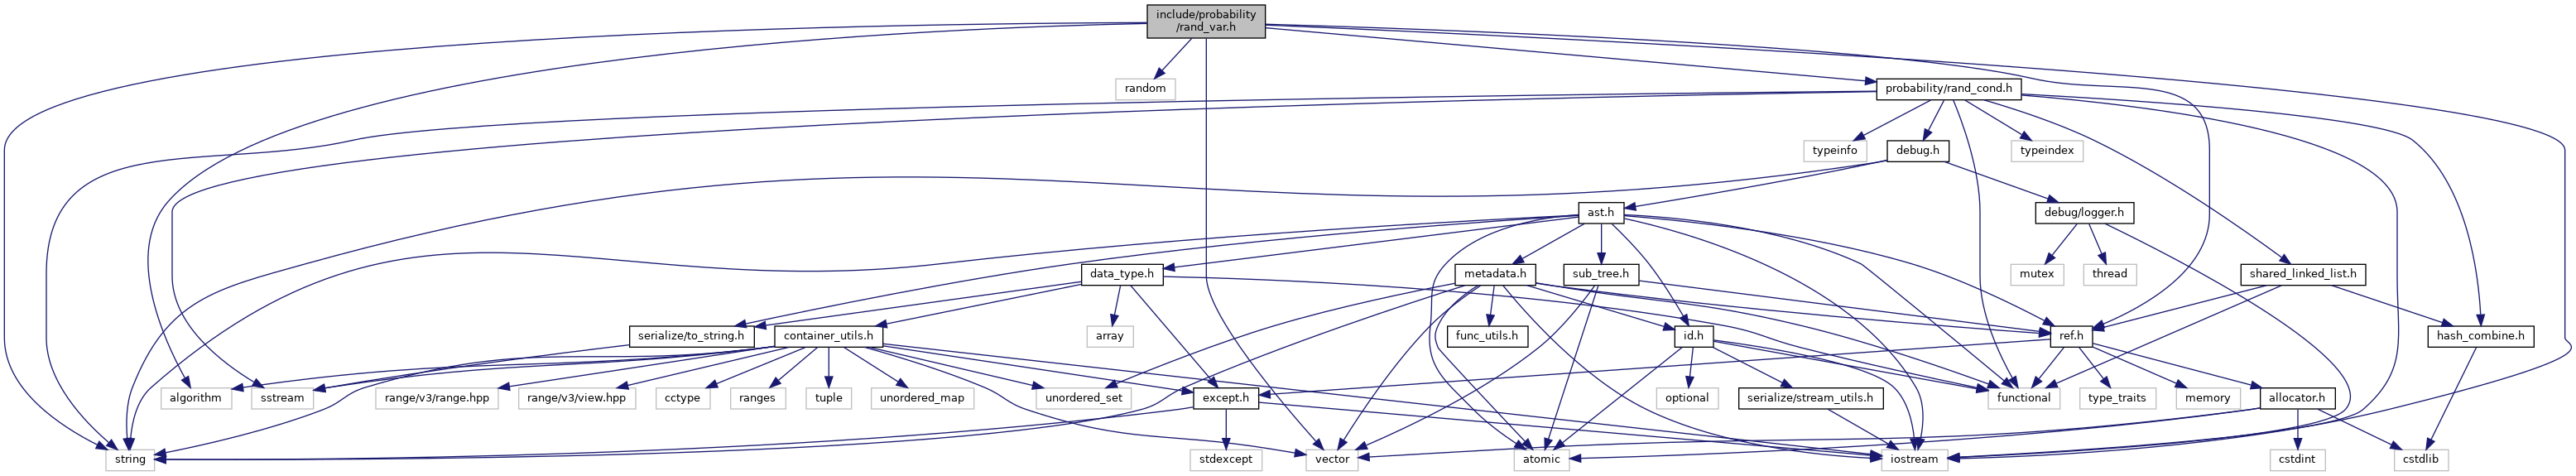 include/probability
/rand_var.h
random
probability/rand_cond.h
typeinfo
debug.h
typeindex
ast.h
debug/logger.h
data_type.h
metadata.h
sub_tree.h
mutex
thread
shared_linked_list.h
serialize/to_string.h
container_utils.h
array
func_utils.h
id.h
ref.h
hash_combine.h
algorithm
sstream
range/v3/range.hpp
range/v3/view.hpp
cctype
ranges
tuple
unordered_map
unordered_set
except.h
optional
serialize/stream_utils.h
functional
type_traits
memory
allocator.h
string
stdexcept
vector
atomic
iostream
cstdint
cstdlib